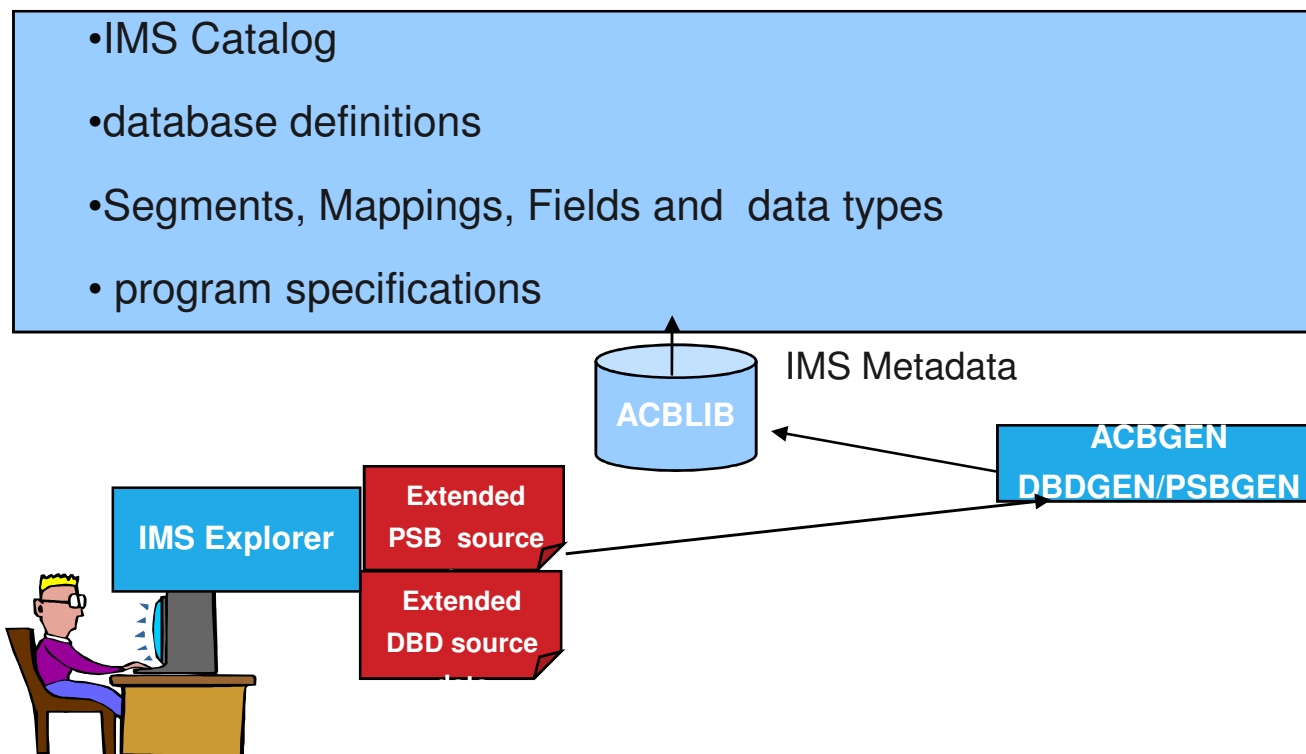 •IMS Catalog
•database definitions
•Segments, Mappings, Fields and data types
• program specifications
IMS Metadata
ACBLIB
ACBGEN
DBDGEN/PSBGEN
IMS Explorer
Extended
PSB source
Extended
DBD source